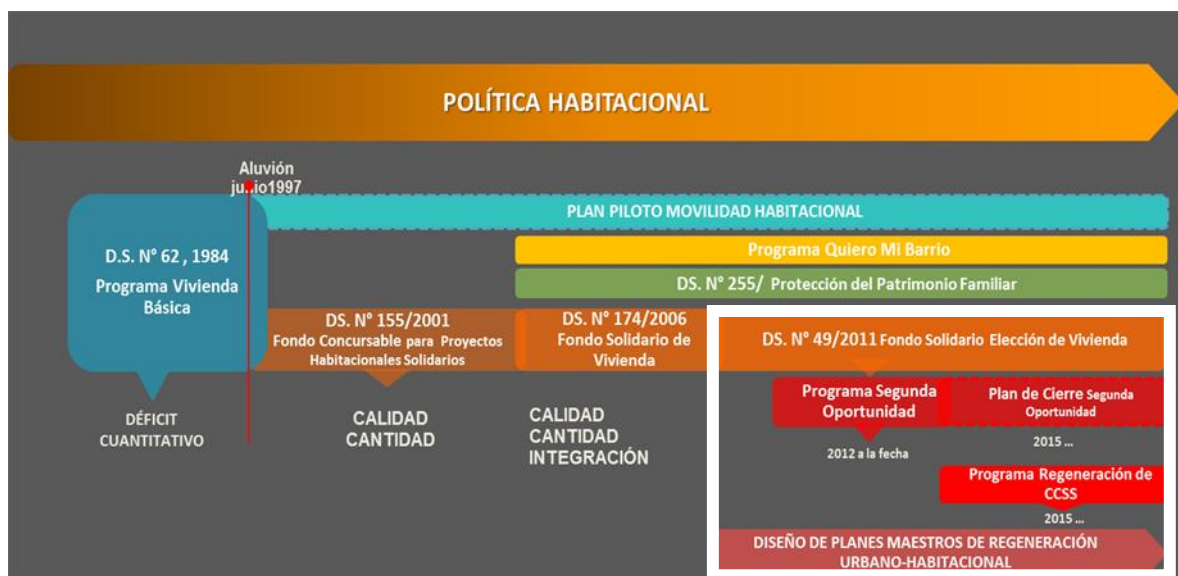 POLÍTICA HABITACIONAL
Aluvión
junio1997
PLAN PILOTO MOVILIDAD HABITACIONAL
D.S. N° 62 , 1984
Programa Vivienda
Básica
Programa Quiero Mi Barrio
DS. N° 255/ Protección del Patrimonio Familiar
DS. N° 155/2001
Fondo Concursable para Proyectos
Habitacionales Solidarios
DS. N° 174/2006
Fondo Solidario de
Vivienda
DS. N° 49/2011 Fondo Solidario Elección de Vivienda
Programa Segunda
Oportunidad
Plan de Cierre Segunda
Oportunidad
DÉFICIT
CUANTITATIVO
CALIDAD
CANTIDAD
CALIDAD
CANTIDAD
INTEGRACIÓN
2012 a la fecha
2015 ...
Programa Regeneración de
CCSS
2015 ...
DISEÑO DE PLANES MAESTROS DE REGENERACIÓN
URBANO-HABITACIONAL